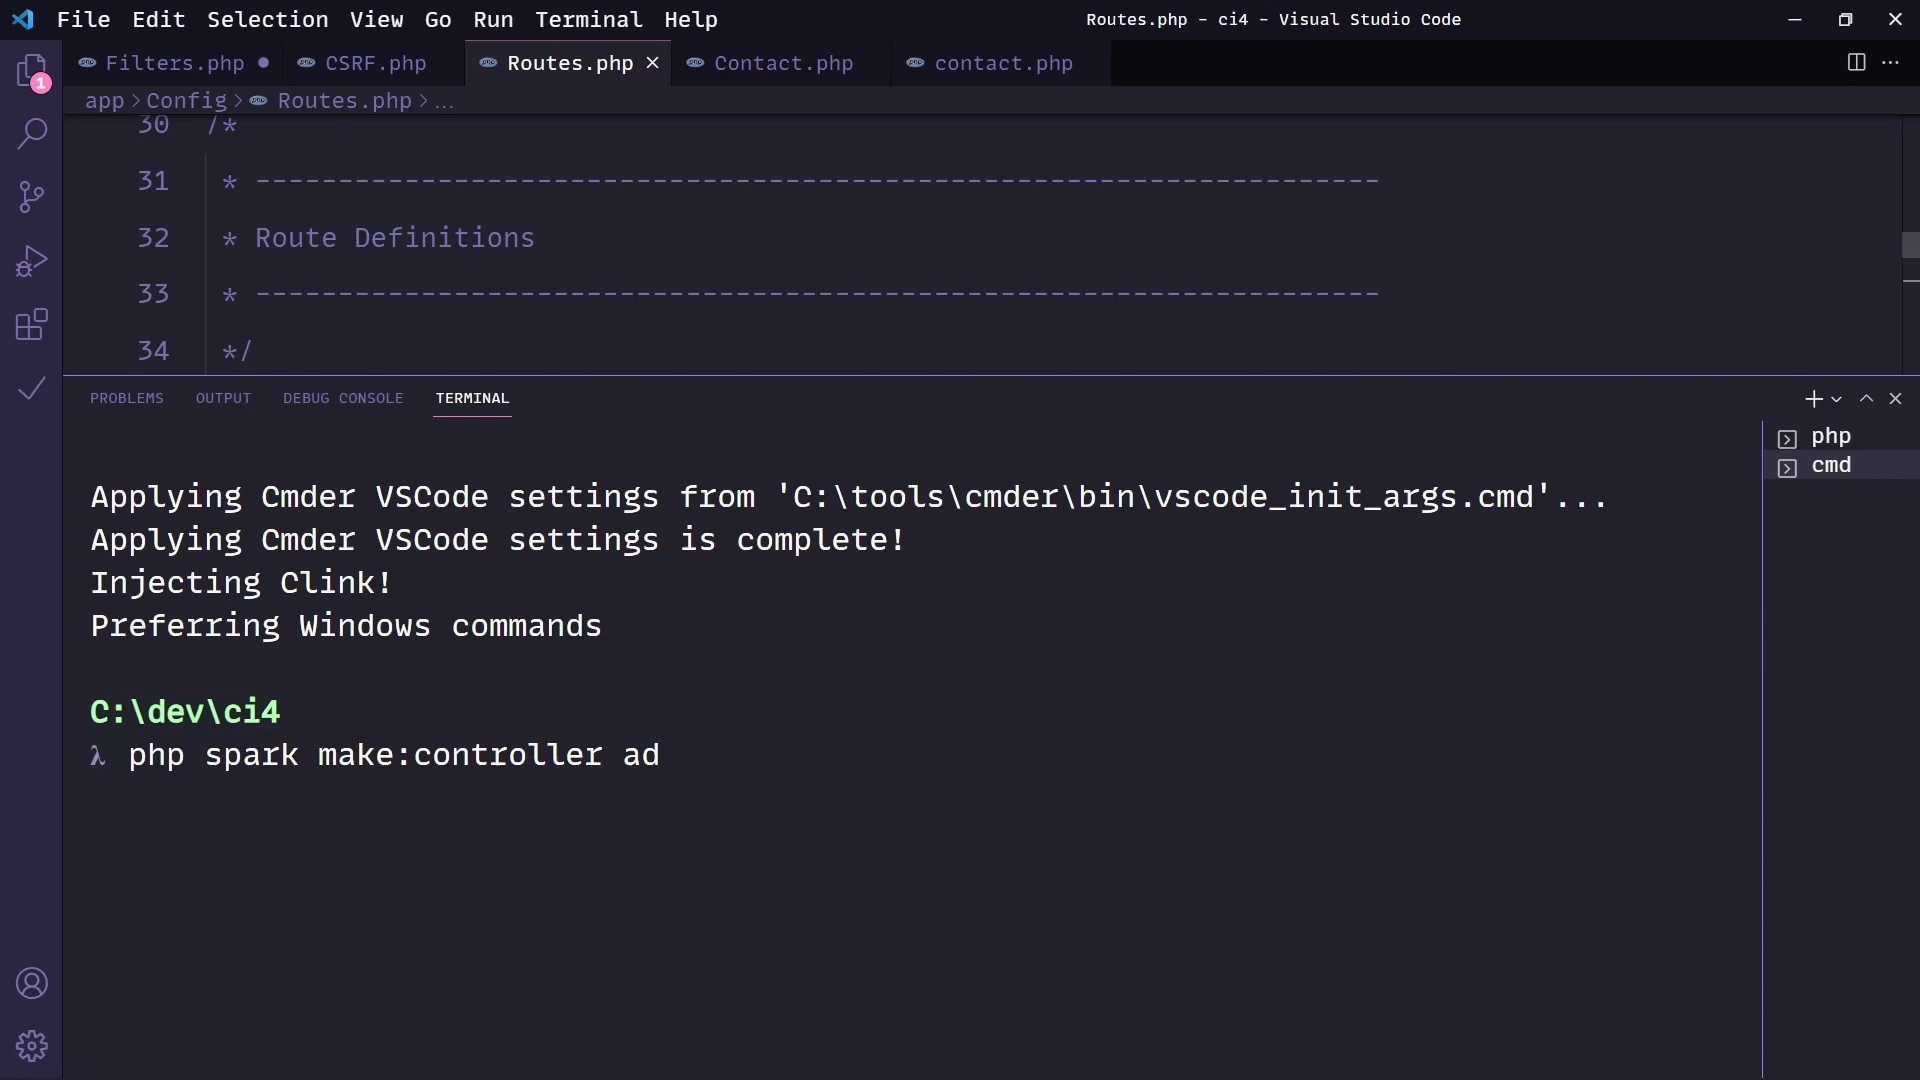 File Edit Selection View Go Run Terminal Help
Routes.php - ci4 - Visual Studio Code
Filters.php CSRF.php Routes.php Contact.php contact.php
1
app > Config > Routes.php > ...
30 /*
31 * --------------------------------------------------------------------
32 * Route Definitions
33 * --------------------------------------------------------------------
34 */
PROBLEMS OUTPUT DEBUG CONSOLE TERMINAL
php
cmd
Applying Cmder VSCode settings from 'C:\tools\cmder\bin\vscode_init_args.cmd'...
Applying Cmder VSCode settings is complete!
Injecting Clink!
Preferring Windows commands
C:\dev\ci4
λ php spark make:controller ad